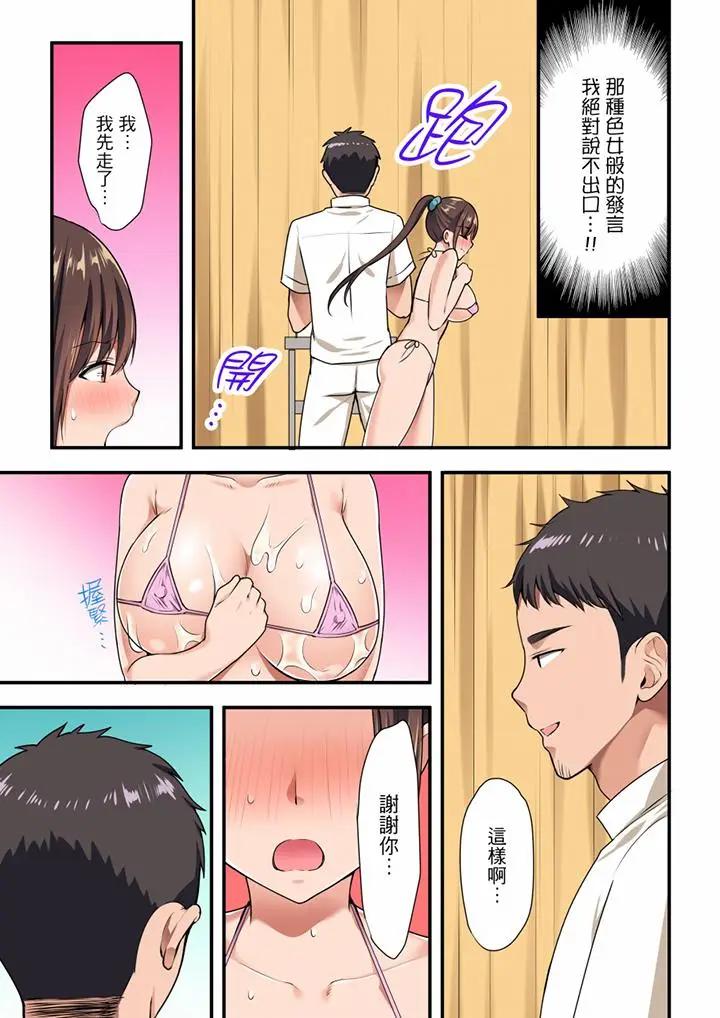 那種色女般的發言
我絕對說不出口…!!
跑
開…
我…
我先走了…
這樣啊…
握緊…
謝謝你…